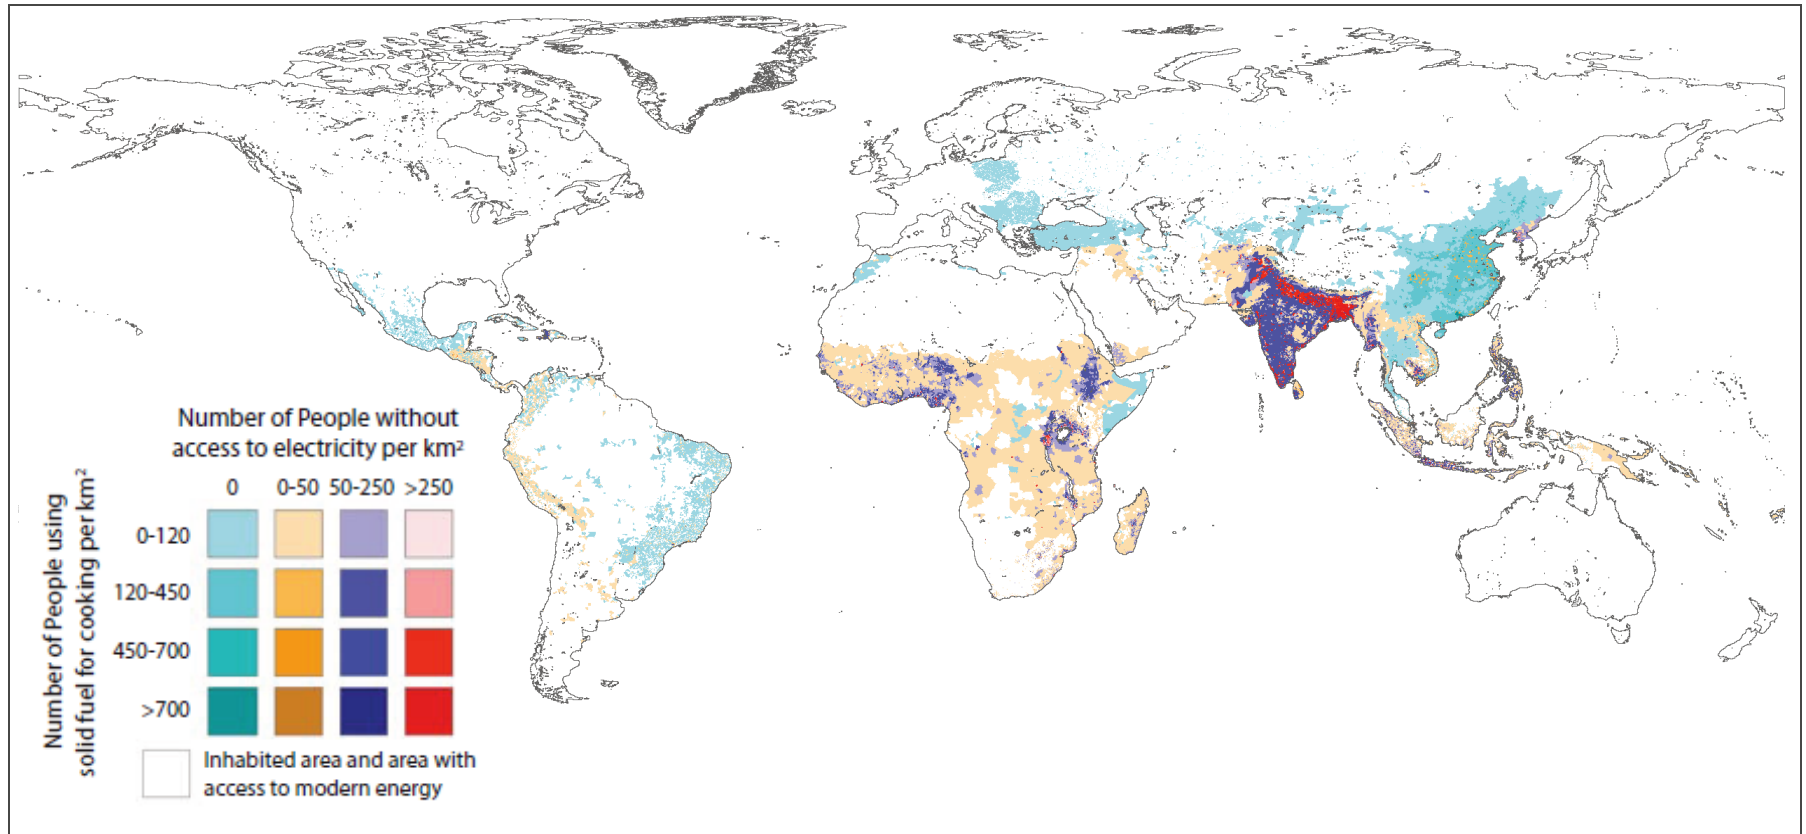 Number of People without
access to electricity per km²
0 0-50 50-250 >250
Number of People using
solid fuel for cooking per km²
0-120
120-450
450-700
>700
Inhabited area and area with
access to modern energy